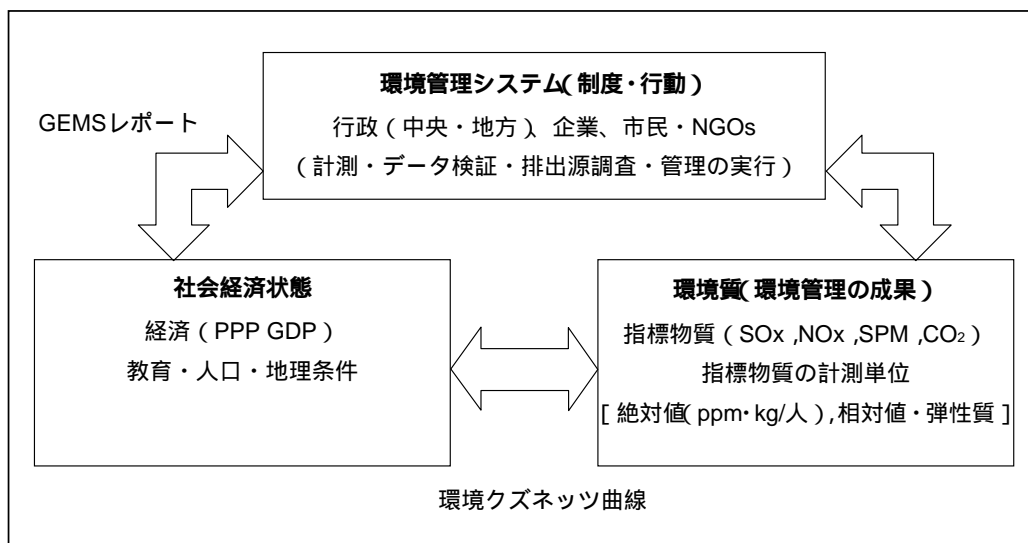 環境管理システム(制度・行動)
行政(中央・地方)、企業、市民・NGOs
(計測・データ検証・排出源調査・管理の実行)
GEMSレポート
社会経済状態
経済(PPP GDP)
教育・人口・地理条件
環境質(環境管理の成果)
指標物質(SOx ,NOx ,SPM ,CO₂)
指標物質の計測単位
[ 絶対値(ppm・kg/人),相対値・弾性質 ]
環境クズネッツ曲線